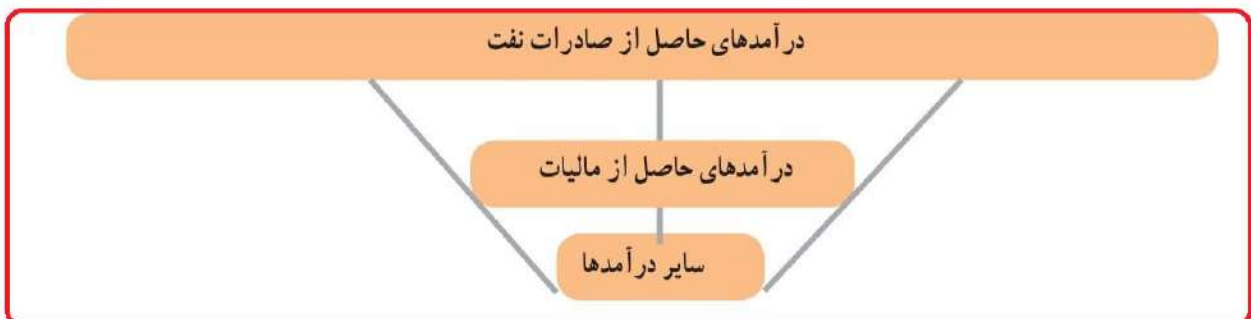 درآمدهای حاصل از صادرات نفت
درآمدهای حاصل از مالیات
سایر درآمدها